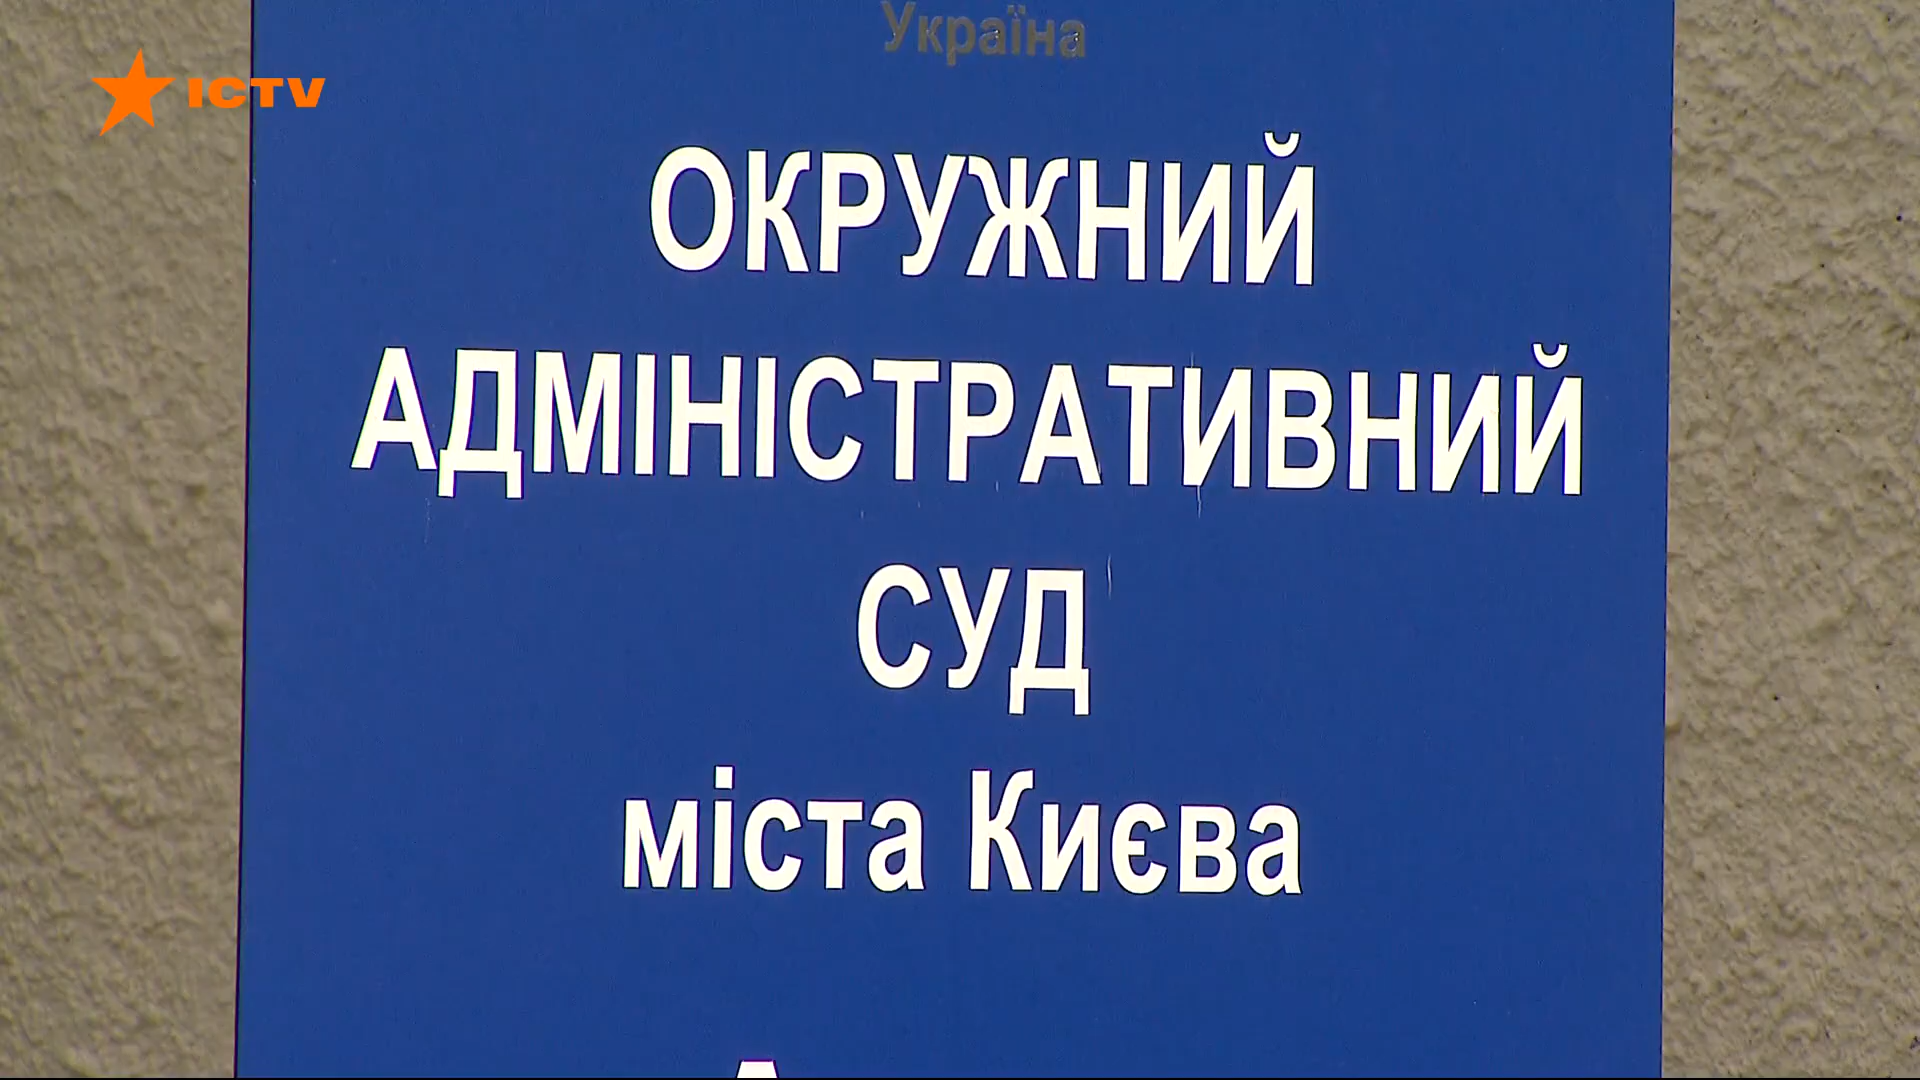 Україна
ICTV
ОКРУЖНИЙ
АДМІНІСТРАТИВНИЙ
СУД
міста Києва